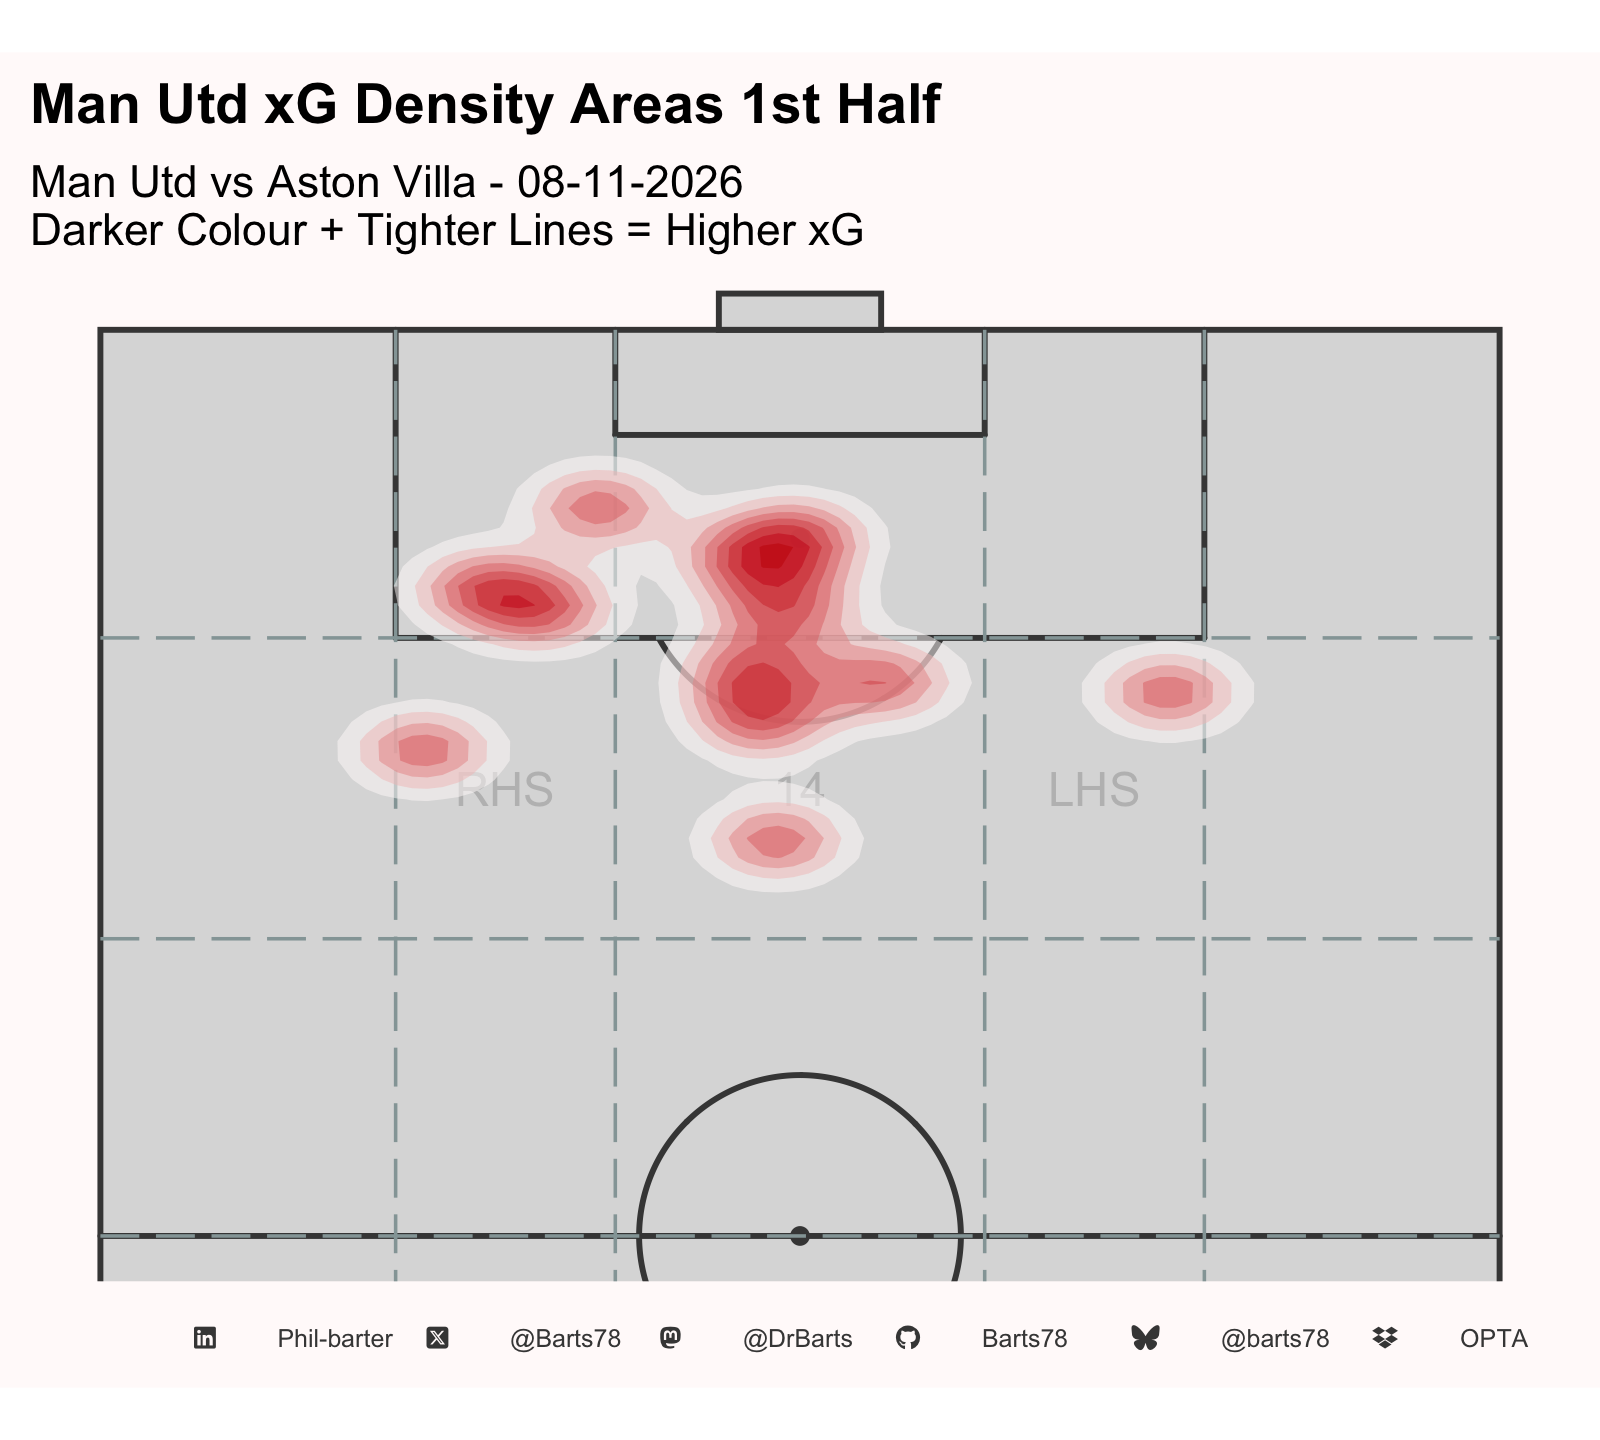 Man Utd xG Density Areas 1st Half
Man Utd vs Aston Villa - 08-11-2026
Darker Colour + Tighter Lines = Higher xG
RHS 14 LHS
Phil-barter @Barts78 @DrBarts Barts78 @barts78 OPTA